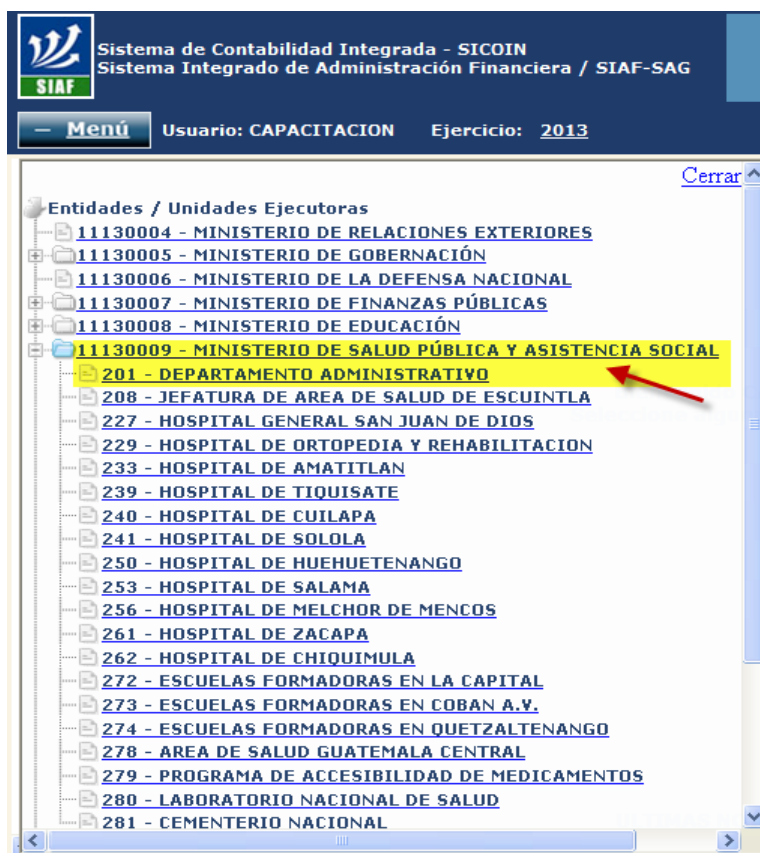 Sistema de Contabilidad Integrada - SICOIN
Sistema Integrado de Administración Financiera / SIAF-SAG
SIAF
— Menú Usuario: CAPACITACION Ejercicio: 2013
Cerrar
Entidades / Unidades Ejecutoras
11130004 - MINISTERIO DE RELACIONES EXTERIORES
11130005 - MINISTERIO DE GOBERNACIÓN
11130006 - MINISTERIO DE LA DEFENSA NACIONAL
11130007 - MINISTERIO DE FINANZAS PÚBLICAS
11130008 - MINISTERIO DE EDUCACIÓN
11130009 - MINISTERIO DE SALUD PÚBLICA Y ASISTENCIA SOCIAL
201 - DEPARTAMENTO ADMINISTRATIVO
208 - JEFATURA DE AREA DE SALUD DE ESCUINTLA
227 - HOSPITAL GENERAL SAN JUAN DE DIOS
229 - HOSPITAL DE ORTOPEDIA Y REHABILITACION
233 - HOSPITAL DE AMATITLAN
239 - HOSPITAL DE TIQUISATE
240 - HOSPITAL DE CUILAPA
241 - HOSPITAL DE SOLOLA
250 - HOSPITAL DE HUEHUETENANGO
253 - HOSPITAL DE SALAMA
256 - HOSPITAL DE MELCHOR DE MENCOS
261 - HOSPITAL DE ZACAPA
262 - HOSPITAL DE CHIQUIMULA
272 - ESCUELAS FORMADORAS EN LA CAPITAL
273 - ESCUELAS FORMADORAS EN COBAN A.V.
274 - ESCUELAS FORMADORAS EN QUETZALTENANGO
278 - AREA DE SALUD GUATEMALA CENTRAL
279 - PROGRAMA DE ACCESIBILIDAD DE MEDICAMENTOS
280 - LABORATORIO NACIONAL DE SALUD
281 - CEMENTERIO NACIONAL